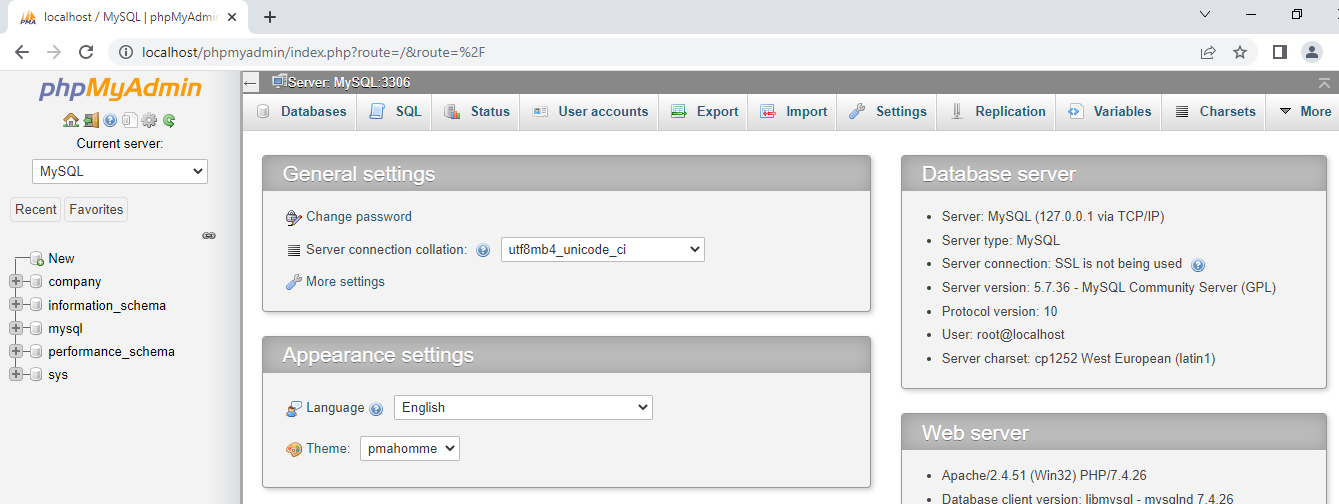 localhost / MySQL | phpMyAdmin
localhost/phpmyadmin/index.php?route=/&route=%2F
phpMyAdmin
Current server:
MySQL
Recent Favorites
New
company
information_schema
mysql
performance_schema
sys
Server: MySQL:3306
Databases SQL Status User accounts Export Import Settings Replication Variables Charsets More
General settings
Change password
Server connection collation: utf8mb4_unicode_ci
More settings
Appearance settings
Language English
Theme: pmahomme
Database server
Server: MySQL (127.0.0.1 via TCP/IP)
Server type: MySQL
Server connection: SSL is not being used
Server version: 5.7.36 - MySQL Community Server (GPL)
Protocol version: 10
User: root@localhost
Server charset: cp1252 West European (latin1)
Web server
Apache/2.4.51 (Win32) PHP/7.4.26
Database client version: libmysql - mysqlnd 7.4.26